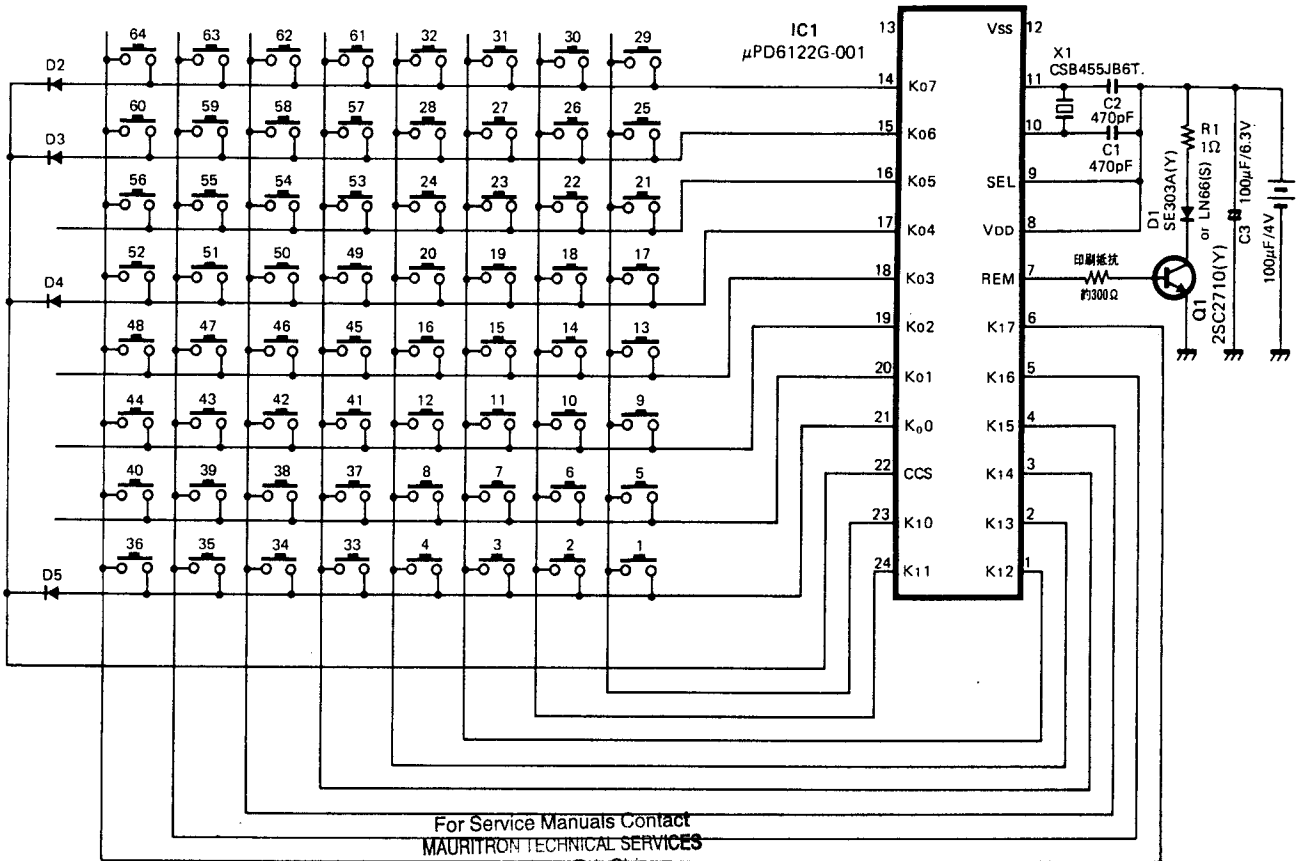 IC1
μPD6122G-001
13 VSS 12
64 63 62 61 32 31 30 29
D2
14 K07 11
X1
CSB455JB6T.
C2
470pF
60 59 58 57 28 27 26 25
D3
15 K06 10
C1
470pF
R1
1Ω
56 55 54 53 24 23 22 21
16 K05 SEL 9
D1
SE303A(Y)
or LN66(S)
C3 100μF/6.3V
100μF/4V
17 K04 VDD 8
52 51 50 49 20 19 18 17
D4
18 K03 REM 7
印刷抵抗
約300Ω
Q1
2SC2710(Y)
48 47 46 45 16 15 14 13
19 K02 K17 6
20 K01 K16 5
44 43 42 41 12 11 10 9
21 K00 K15 4
40 39 38 37 8 7 6 5
22 CCS K14 3
23 K10 K13 2
36 35 34 33 4 3 2 1
D5
24 K11 K12 1
For Service Manuals Contact
MAURITRON TECHNICAL SERVICES